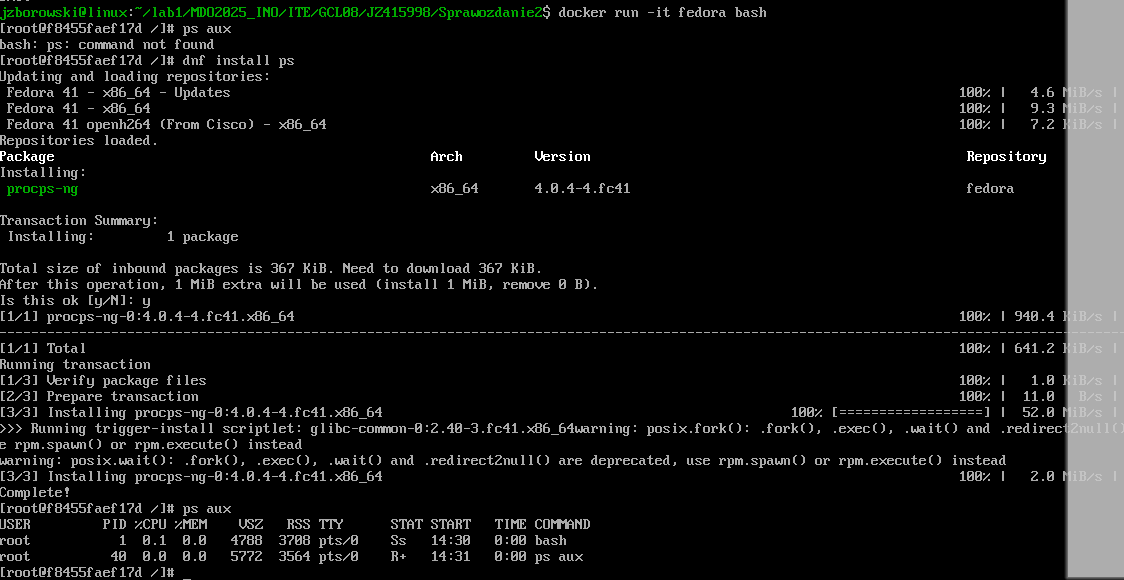 jzborowski@linux:~/lab1/MDO2025_INO/ITE/GCL08/JZ415998/Sprawozdanie2$ docker run -it fedora bash
[root@f8455faef17d /]# ps aux
bash: ps: command not found
[root@f8455faef17d /]# dnf install ps
Updating and loading repositories:
 Fedora 41 - x86_64 - Updates 100% | 4.6 MiB/s |
 Fedora 41 - x86_64 100% | 9.3 MiB/s |
 Fedora 41 openh264 (From Cisco) - x86_64 100% | 7.2 KiB/s |
Repositories loaded.
Package Arch Version Repository
Installing:
 procps-ng x86_64 4.0.4-4.fc41 fedora

Transaction Summary:
 Installing: 1 package

Total size of inbound packages is 367 KiB. Need to download 367 KiB.
After this operation, 1 MiB extra will be used (install 1 MiB, remove 0 B).
Is this ok [y/N]: y
[1/1] procps-ng-0:4.0.4-4.fc41.x86_64 100% | 940.4 KiB/s |
--------------------------------------------------------------------------------
[1/1] Total 100% | 641.2 KiB/s |
Running transaction
[1/3] Verify package files 100% | 1.0 KiB/s |
[2/3] Prepare transaction 100% | 11.0 B/s |
[3/3] Installing procps-ng-0:4.0.4-4.fc41.x86_64 100% [===================] | 52.0 MiB/s |
>>> Running trigger-install scriptlet: glibc-common-0:2.40-3.fc41.x86_64warning: posix.fork(): .fork(), .exec(), .wait() and .redirect2null()
e rpm.spawn() or rpm.execute() instead
warning: posix.wait(): .fork(), .exec(), .wait() and .redirect2null() are deprecated, use rpm.spawn() or rpm.execute() instead
[3/3] Installing procps-ng-0:4.0.4-4.fc41.x86_64 100% | 2.0 MiB/s |
Complete!
[root@f8455faef17d /]# ps aux
USER PID %CPU %MEM VSZ RSS TTY STAT START TIME COMMAND
root 1 0.1 0.0 4788 3708 pts/0 Ss 14:30 0:00 bash
root 40 0.0 0.0 5772 3564 pts/0 R+ 14:31 0:00 ps aux
[root@f8455faef17d /]# _